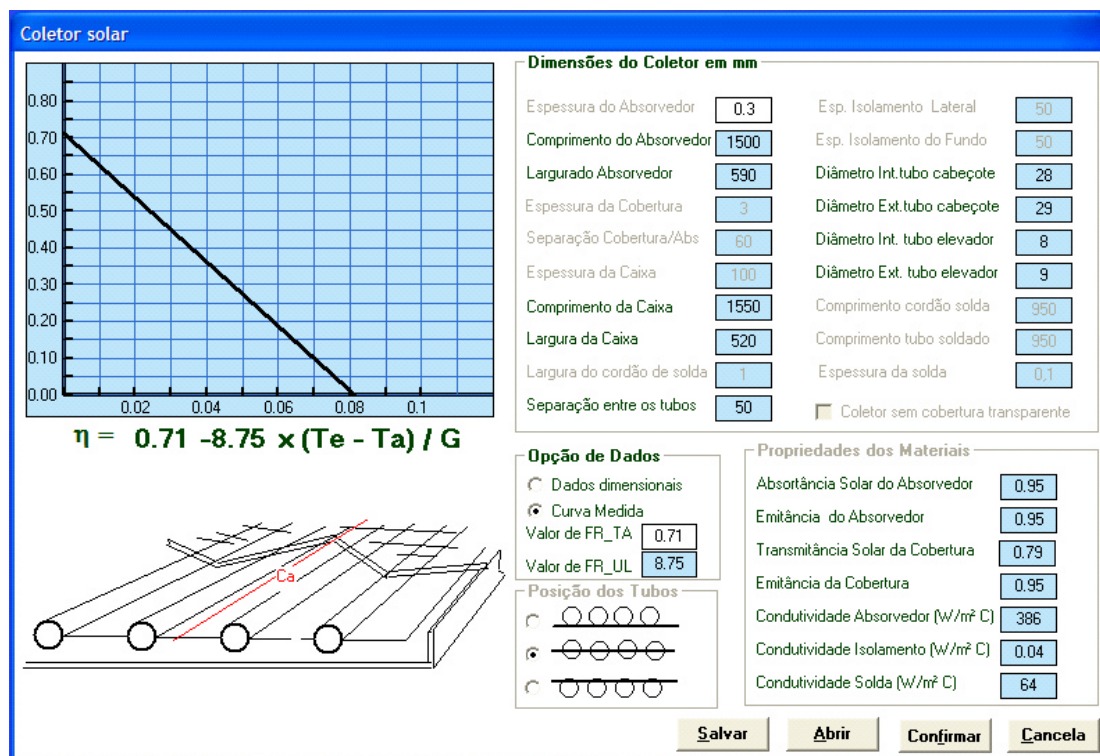 Coletor solar
0.80
0.70
0.60
0.50
0.40
0.30
0.20
0.10
0.00
0.02 0.04 0.06 0.08 0.1
η = 0.71 -8.75 x (Te - Ta) / G
Ca
Dimensões do Coletor em mm
Espessura do Absorvedor 0.3
Comprimento do Absorvedor 1500
Largurado Absorvedor 590
Espessura da Cobertura 3
Separação Cobertura/Abs 60
Espessura da Caixa 100
Comprimento da Caixa 1550
Largura da Caixa 520
Largura do cordão de solda 1
Separação entre os tubos 50
Esp. Isolamento Lateral 50
Esp. Isolamento do Fundo 50
Diâmetro Int.tubo cabeçote 28
Diâmetro Ext.tubo cabeçote 29
Diâmetro Int. tubo elevador 8
Diâmetro Ext. tubo elevador 9
Comprimento cordão solda 950
Comprimento tubo soldado 950
Espessura da solda 0,1
Coletor sem cobertura transparente
Opção de Dados
Dados dimensionais
Curva Medida
Valor de FR_TA 0.71
Valor de FR_UL 8.75
Posição dos Tubos
Propriedades dos Materiais
Absortância Solar do Absorvedor 0.95
Emitância do Absorvedor 0.95
Transmitância Solar da Cobertura 0.79
Emitância da Cobertura 0.95
Condutividade Absorvedor (W/m² C) 386
Condutividade Isolamento (W/m² C) 0.04
Condutividade Solda (W/m² C) 64
Salvar Abrir Confirmar Cancela